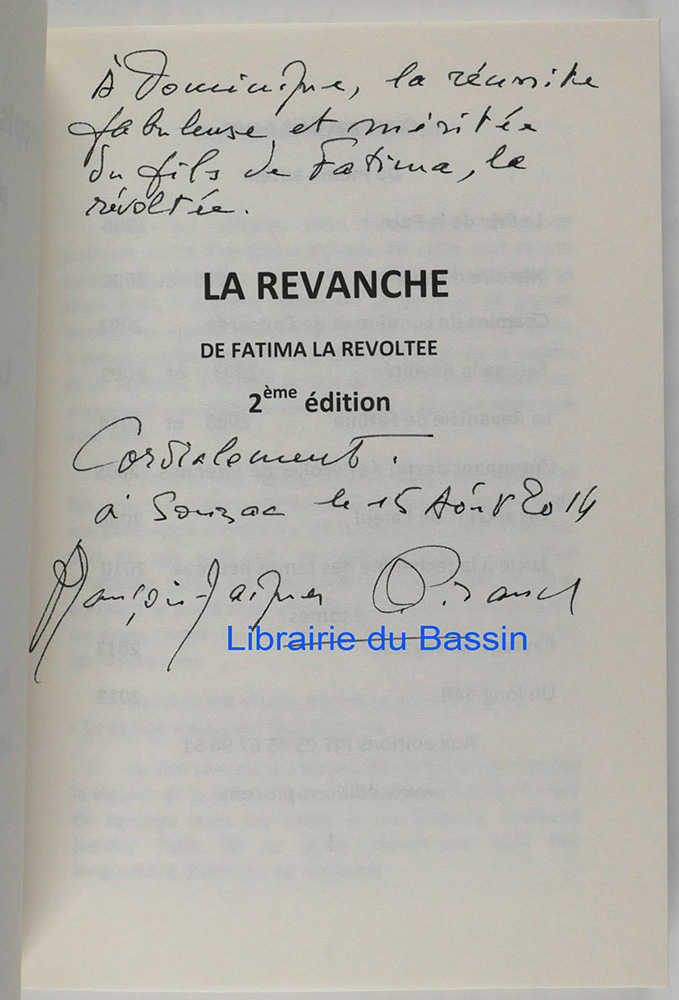 À Dominique, la réussite
fabuleuse et méritée
du fils de Fatima, la
révoltée.
LA REVANCHE
DE FATIMA LA REVOLTEE
2ème édition
Cordialement.
à le 15 Août 2014
Librairie du Bassin